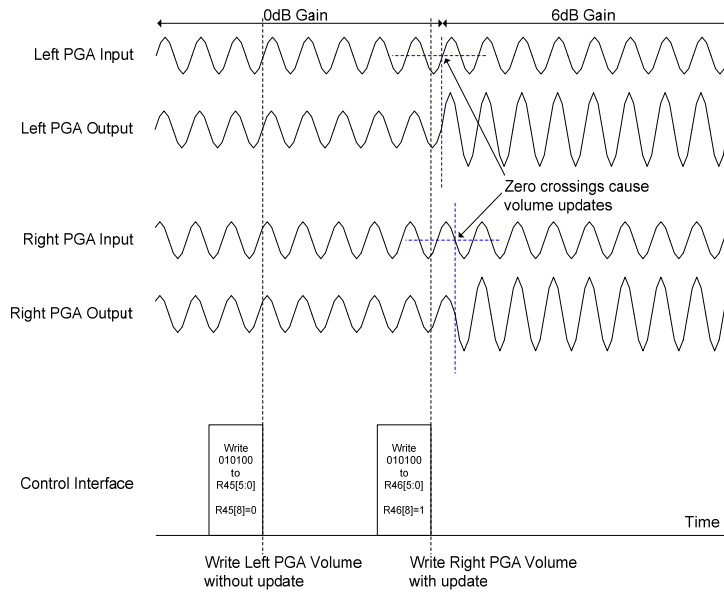 0dB Gain
6dB Gain
Left PGA Input
Left PGA Output
Zero crossings cause
volume updates
Right PGA Input
Right PGA Output
Write
010100
to
R45[5:0]
R45[8]=0
Write
010100
to
R46[5:0]
R46[8]=1
Control Interface
Time
Write Left PGA Volume
without update
Write Right PGA Volume
with update